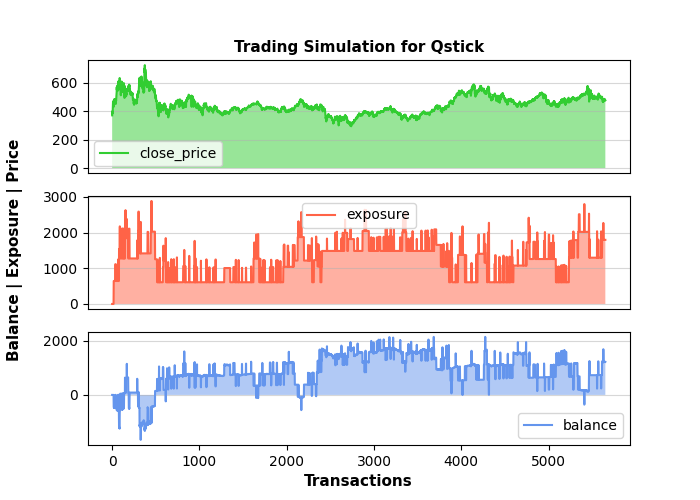 Trading Simulation for Qstick
600
400
200
0
close_price
3000
2000
1000
0
exposure
2000
0
balance
0
1000
2000
3000
4000
5000
Transactions
Balance | Exposure | Price